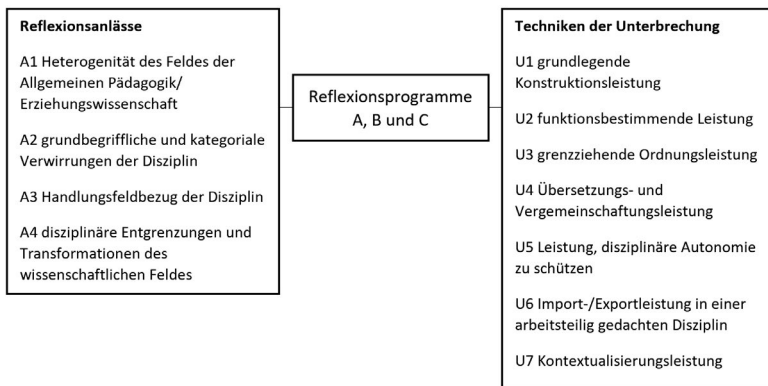 Reflexionsanlässe
A1 Heterogenität des Feldes der
Allgemeinen Pädagogik/
Erziehungswissenschaft
A2 grundbegriffliche und kategoriale
Verwirrungen der Disziplin
A3 Handlungsfeldbezug der Disziplin
A4 disziplinäre Entgrenzungen und
Transformationen des
wissenschaftlichen Feldes
Reflexionsprogramme
A, B und C
Techniken der Unterbrechung
U1 grundlegende
Konstruktionsleistung
U2 funktionsbestimmende Leistung
U3 grenzziehende Ordnungsleistung
U4 Übersetzungs- und
Vergemeinschaftungsleistung
U5 Leistung, disziplinäre Autonomie
zu schützen
U6 Import-/Exportleistung in einer
arbeitsteilig gedachten Disziplin
U7 Kontextualisierungsleistung